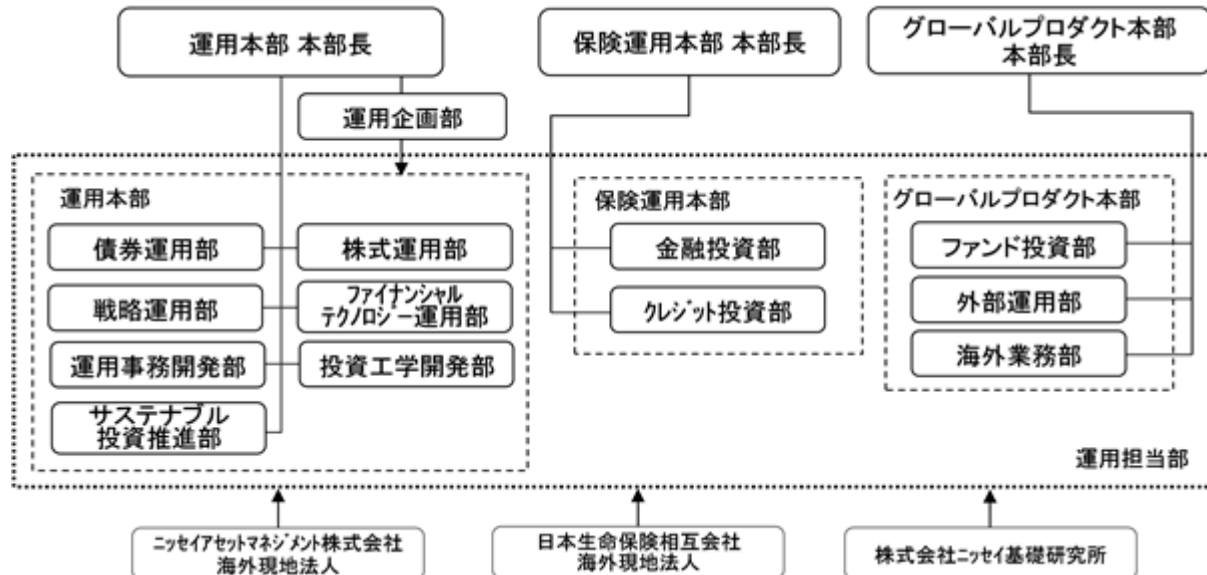 運用本部 本部長
保険運用本部 本部長
グローバルプロダクト本部
本部長
運用企画部
運用本部
債券運用部
株式運用部
戦略運用部
ファイナンシャル
テクノロジー運用部
運用事務開発部
投資工学開発部
サステナブル
投資推進部
保険運用本部
金融投資部
クレジット投資部
グローバルプロダクト本部
ファンド投資部
外部運用部
海外業務部
運用担当部
ニッセイアセットマネジメント株式会社
海外現地法人
日本生命保険相互会社
海外現地法人
株式会社ニッセイ基礎研究所